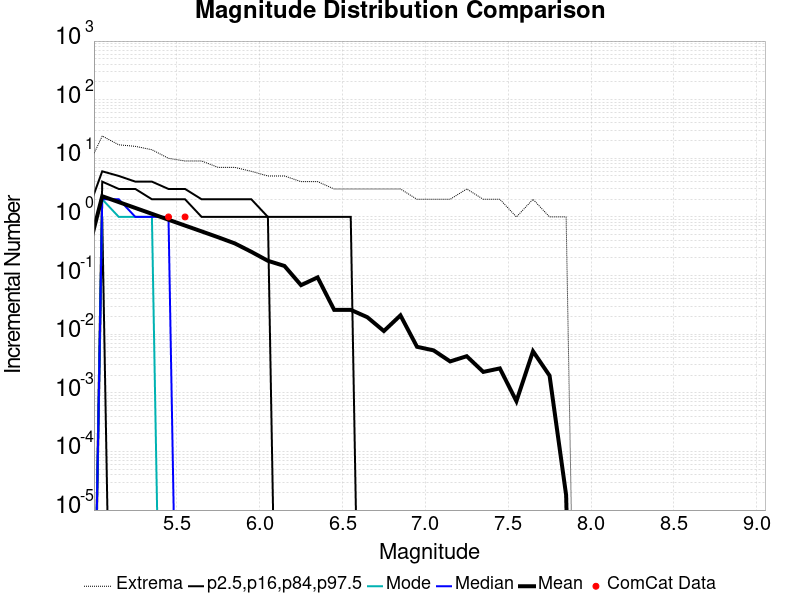 Magnitude Distribution Comparison
10^3
10^2
10^1
10^0
10^-1
10^-2
10^-3
10^-4
10^-5
Incremental Number
5.5 6.0 6.5 7.0 7.5 8.0 8.5 9.0
Magnitude
Extrema p2.5,p16,p84,p97.5 Mode Median Mean ComCat Data